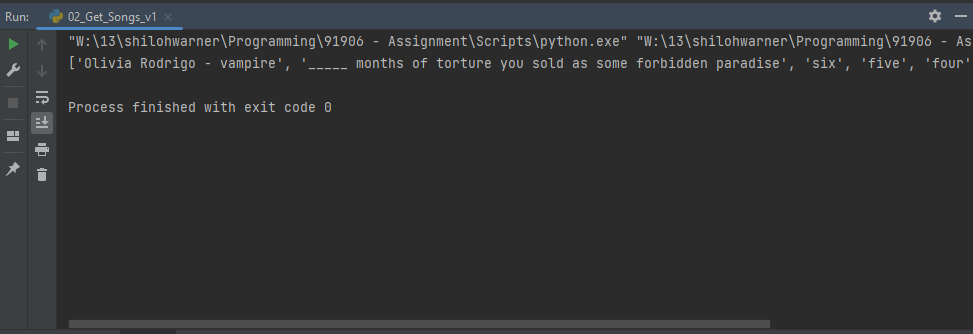 Run: 02_Get_Songs_v1
"W:\13\shilohwarner\Programming\91906 - Assignment\Scripts\python.exe" "W:\13\shilohwarner\Programming\91906 - As
['Olivia Rodrigo - vampire', '_____ months of torture you sold as some forbidden paradise', 'six', 'five', 'four'
Process finished with exit code 0